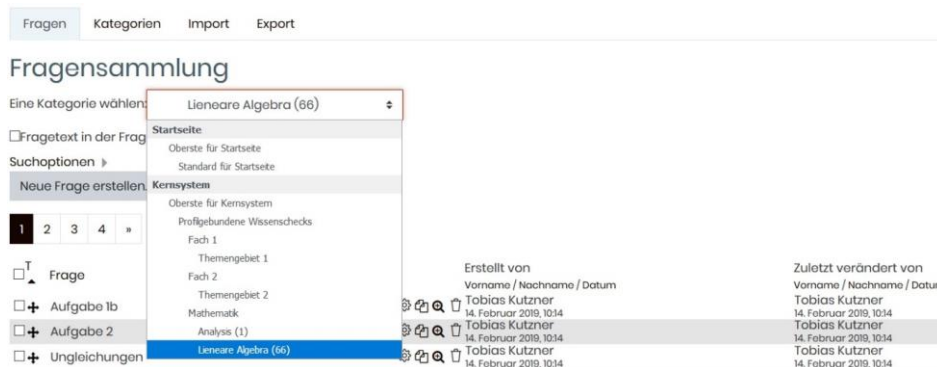 Fragen Kategorien Import Export
Fragensammlung
Eine Kategorie wählen: Lieneare Algebra (66)
Startseite
Fragetext in der Frag
Oberste für Startseite
Suchoptionen
Standard für Startseite
Neue Frage erstellen.
Kernsystem
Oberste für Kernsystem
Profilgebundene Wissenschecks
1 2 3 4 »
Fach 1
Themengebiet 1
Fach 2
Themengebiet 2
Mathematik
Analysis (1)
Lieneare Algebra (66)
T Frage Erstellt von Zuletzt verändert von
Vorname / Nachname / Datum Vorname / Nachname / Datum
Aufgabe 1b Tobias Kutzner Tobias Kutzner
14. Februar 2019, 10:14 14. Februar 2019, 10:14
Aufgabe 2 Tobias Kutzner Tobias Kutzner
14. Februar 2019, 10:14 14. Februar 2019, 10:14
Ungleichungen Tobias Kutzner Tobias Kutzner
14. Februar 2019, 10:14 14. Februar 2019, 10:14